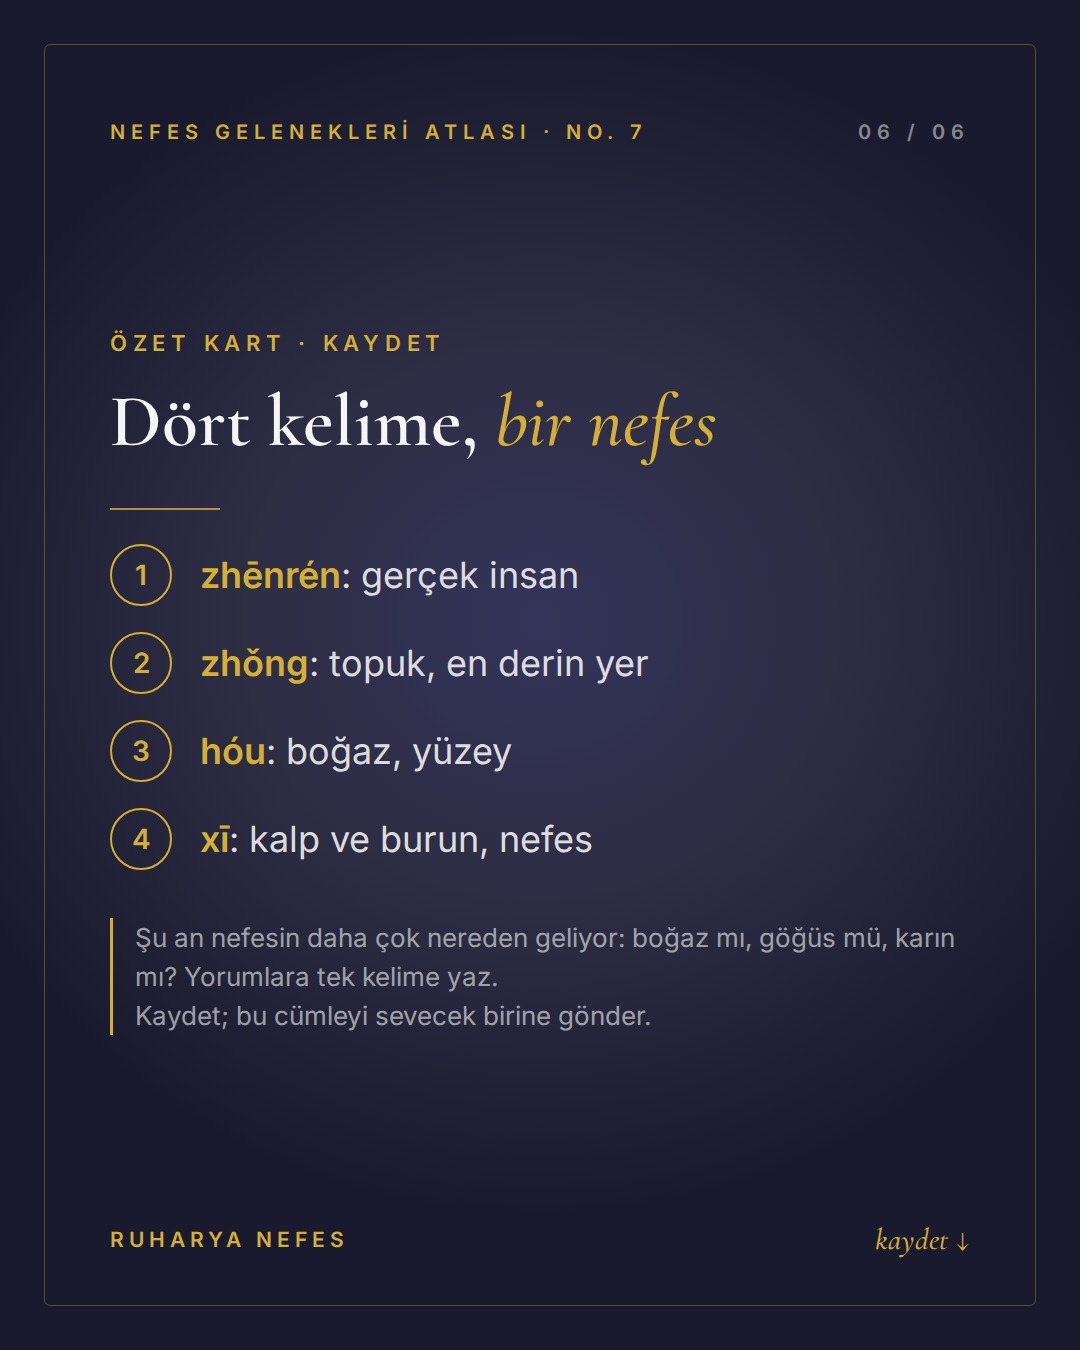 NEFES GELENEKLERİ ATLASI · NO. 7
06 / 06
ÖZET KART · KAYDET
Dört kelime, bir nefes
1 zhēnrén: gerçek insan
2 zhǒng: topuk, en derin yer
3 hóu: boğaz, yüzey
4 xī: kalp ve burun, nefes
Şu an nefesin daha çok nereden geliyor: boğaz mı, göğüs mü, karın
mı? Yorumlara tek kelime yaz.
Kaydet; bu cümleyi sevecek birine gönder.
RUHARYA NEFES
kaydet ↓